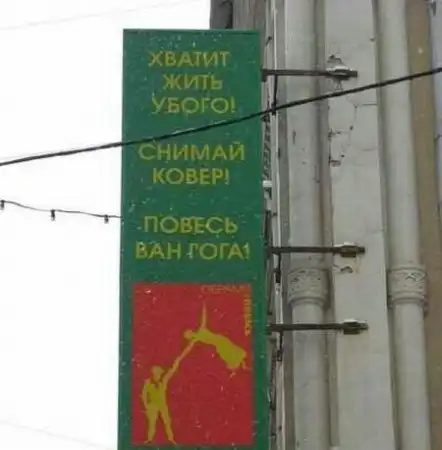 ХВАТИТ
ЖИТЬ
УБОГО!
СНИМАЙ
КОВЕР!
ПОВЕСЬ
ВАН ГОГА!